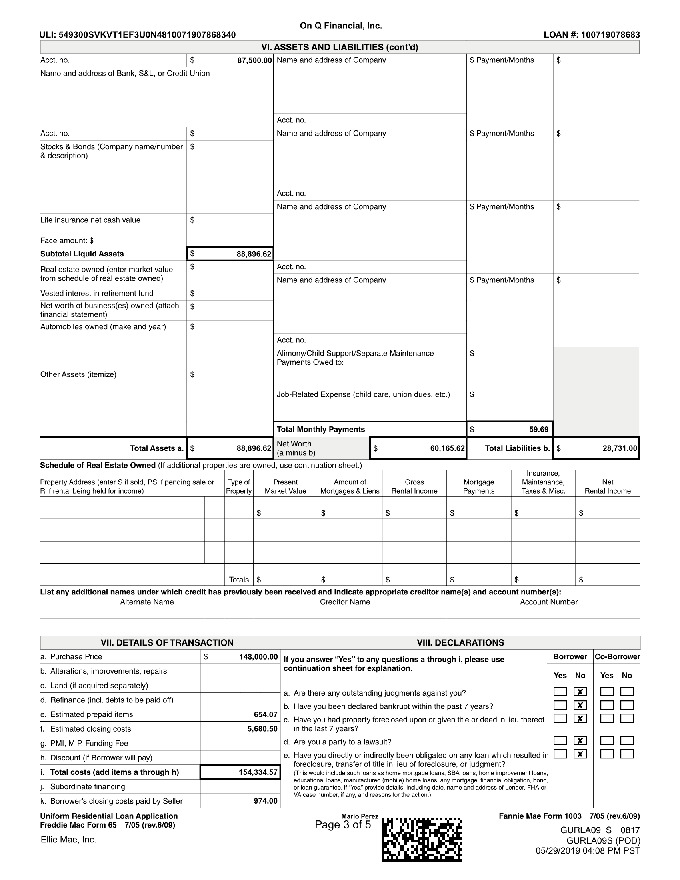 On Q Financial, Inc.
ULI: 549300SVKVT1EF3U0N4810071907868340 LOAN #: 100719078683
VI. ASSETS AND LIABILITIES (cont'd)
Acct. no. $ 87,500.00 Name and address of Company $ Payment/Months $
Name and address of Bank, S&L, or Credit Union
Acct. no.
Acct. no. $ Name and address of Company $ Payment/Months $
Stocks & Bonds (Company name/number $
& description)
Acct. no.
Name and address of Company $ Payment/Months $
Life insurance net cash value $
Face amount: $
Subtotal Liquid Assets $ 88,896.62
Real estate owned (enter market value $ Acct. no.
from schedule of real estate owned) Name and address of Company $ Payment/Months $
Vested interest in retirement fund $
Net worth of business(es) owned (attach $
financial statement)
Automobiles owned (make and year) $
Acct. no.
Alimony/Child Support/Separate Maintenance $
Payments Owed to:
Other Assets (itemize) $
Job-Related Expense (child care, union dues, etc.) $
Total Monthly Payments $ 59.69
Total Assets a. $ 88,896.62 Net Worth $ 60,165.62 Total Liabilities b. $ 28,731.00
(a minus b)
Schedule of Real Estate Owned (If additional properties are owned, use continuation sheet.)
Property Address (enter S if sold, PS if pending sale or R if rental being held for income) Type of Property Present Market Value Amount of Mortgages & Liens Gross Rental Income Mortgage Payments Insurance, Maintenance, Taxes & Misc. Net Rental Income
$ $ $ $ $ $
Totals $ $ $ $ $ $
List any additional names under which credit has previously been received and indicate appropriate creditor name(s) and account number(s):
Alternate Name Creditor Name Account Number
VII. DETAILS OF TRANSACTION VIII. DECLARATIONS
a. Purchase Price $ 148,000.00
b. Alterations, improvements, repairs
c. Land (if acquired separately)
d. Refinance (incl. debts to be paid off)
e. Estimated prepaid items 654.07
f. Estimated closing costs 5,680.50
g. PMI, MIP, Funding Fee
h. Discount (if Borrower will pay)
i. Total costs (add items a through h) 154,334.57
j. Subordinate financing
k. Borrower's closing costs paid by Seller 974.00
If you answer "Yes" to any questions a through i, please use Borrower Co-Borrower
continuation sheet for explanation. Yes No Yes No
a. Are there any outstanding judgments against you? X
b. Have you been declared bankrupt within the past 7 years? X
c. Have you had property foreclosed upon or given title or deed in lieu thereof X
in the last 7 years?
d. Are you a party to a lawsuit? X
e. Have you directly or indirectly been obligated on any loan which resulted in X
foreclosure, transfer of title in lieu of foreclosure, or judgment?
(This would include such loans as home mortgage loans, SBA loans, home improvement loans,
educational loans, manufactured (mobile) home loans, any mortgage, financial obligation, bond,
or loan guarantee. If "Yes," provide details, including date, name and address of Lender, FHA or
VA case number, if any, and reasons for the action.)
Uniform Residential Loan Application Mario Perez Fannie Mae Form 1003 7/05 (rev.6/09)
Freddie Mac Form 65 7/05 (rev.6/09) Page 3 of 5
Ellie Mae, Inc. GURLA09 S 0817
GURLA09S (POD)
05/29/2019 04:08 PM PST